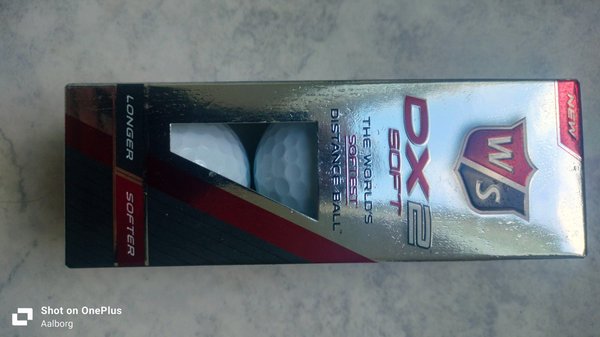 NEW
W
S
DX2
SOFT
THE WORLD'S
SOFTEST
DISTANCE BALL
LONGER
SOFTER
Shot on OnePlus
Aalborg